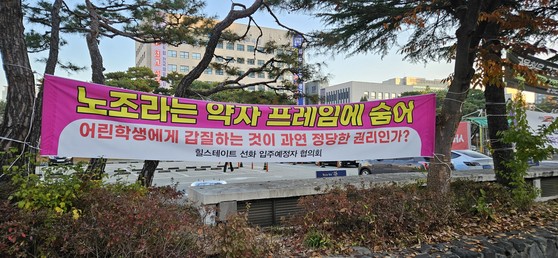 노조라는 약자 프레임에 숨어
어린학생에게 갑질하는 것이 과연 정당한 권리인가?
힐스테이트 선화 입주예정자 협의회